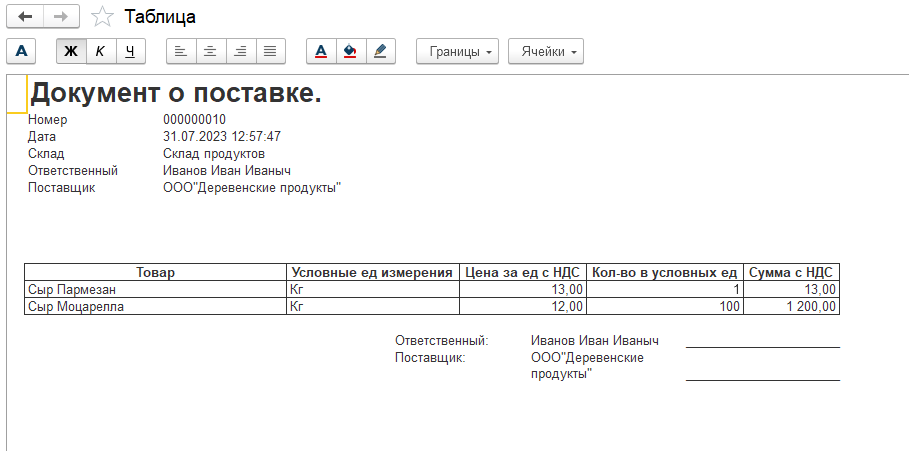 Таблица
А Ж К Ч А Границы Ячейки
Документ о поставке.
Номер 000000010
Дата 31.07.2023 12:57:47
Склад Склад продуктов
Ответственный Иванов Иван Иваныч
Поставщик ООО"Деревенские продукты"
Товар Условные ед измерения Цена за ед с НДС Кол-во в условных ед Сумма с НДС
Сыр Пармезан Кг 13,00 1 13,00
Сыр Моцарелла Кг 12,00 100 1 200,00
Ответственный: Иванов Иван Иваныч
Поставщик: ООО"Деревенские
продукты"